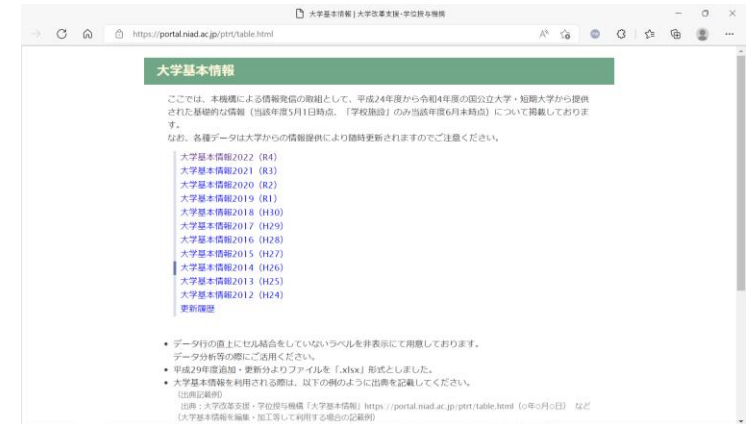 大学基本情報 | 大学改革支援・学位授与機構
https://portal.niad.ac.jp/ptrt/table.html
大学基本情報
ここでは、本機構による情報発信の取組として、平成24年度から令和4年度の国公立大学・短期大学から提供
された基礎的な情報(当該年度5月1日時点、「学校施設」のみ当該年度6月末時点)について掲載しておりま
す。
なお、各種データは大学からの情報提供により随時更新されますのでご注意ください。
大学基本情報2022(R4)
大学基本情報2021(R3)
大学基本情報2020(R2)
大学基本情報2019(R1)
大学基本情報2018(H30)
大学基本情報2017(H29)
大学基本情報2016(H28)
大学基本情報2015(H27)
大学基本情報2014(H26)
大学基本情報2013(H25)
大学基本情報2012(H24)
更新履歴
• データ行の直上にセル結合をしていないラベルを非表示にて用意しております。
データ分析等の際にご活用ください。
• 平成29年度追加・更新分よりファイルを「.xlsx」形式としました。
• 大学基本情報を利用される際は、以下の例のように出典を記載してください。
(出典記載例)
出典:大学改革支援・学位授与機構「大学基本情報」https://portal.niad.ac.jp/ptrt/table.html(○年○月○日) など
(大学基本情報を編集・加工等して利用する場合の記載例)